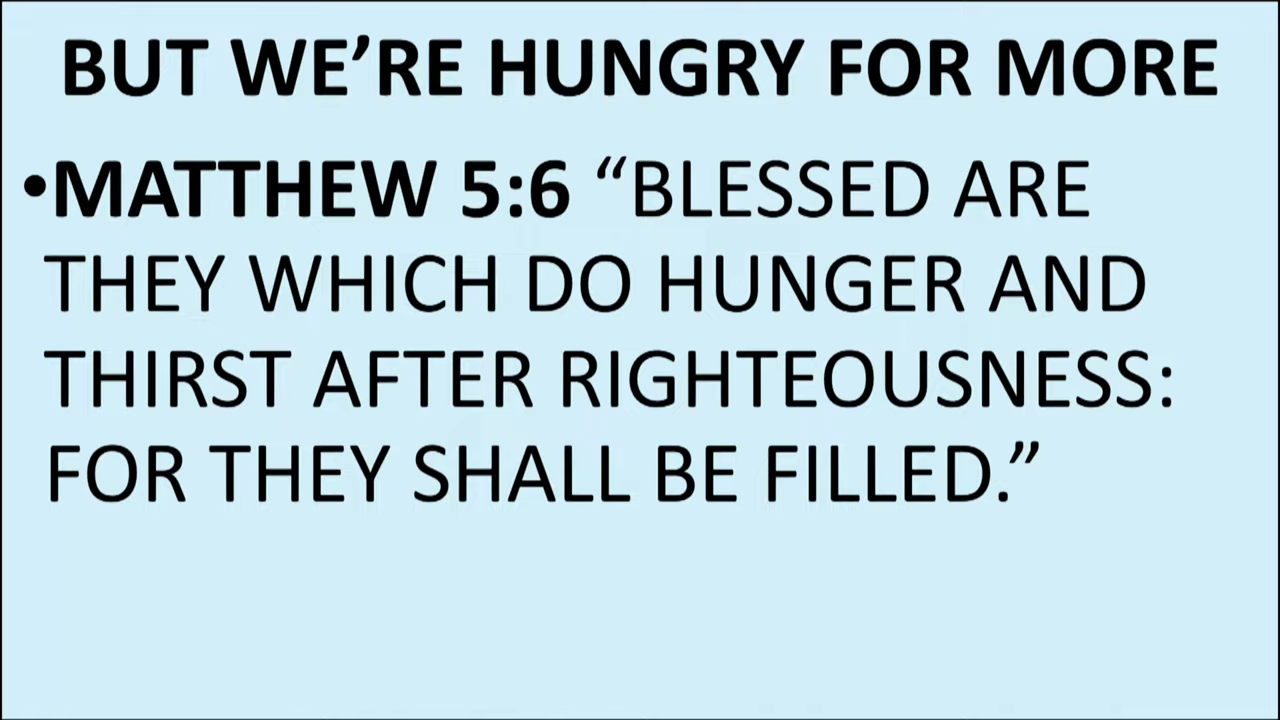 BUT WE’RE HUNGRY FOR MORE
•MATTHEW 5:6 “BLESSED ARE
THEY WHICH DO HUNGER AND
THIRST AFTER RIGHTEOUSNESS:
FOR THEY SHALL BE FILLED.”